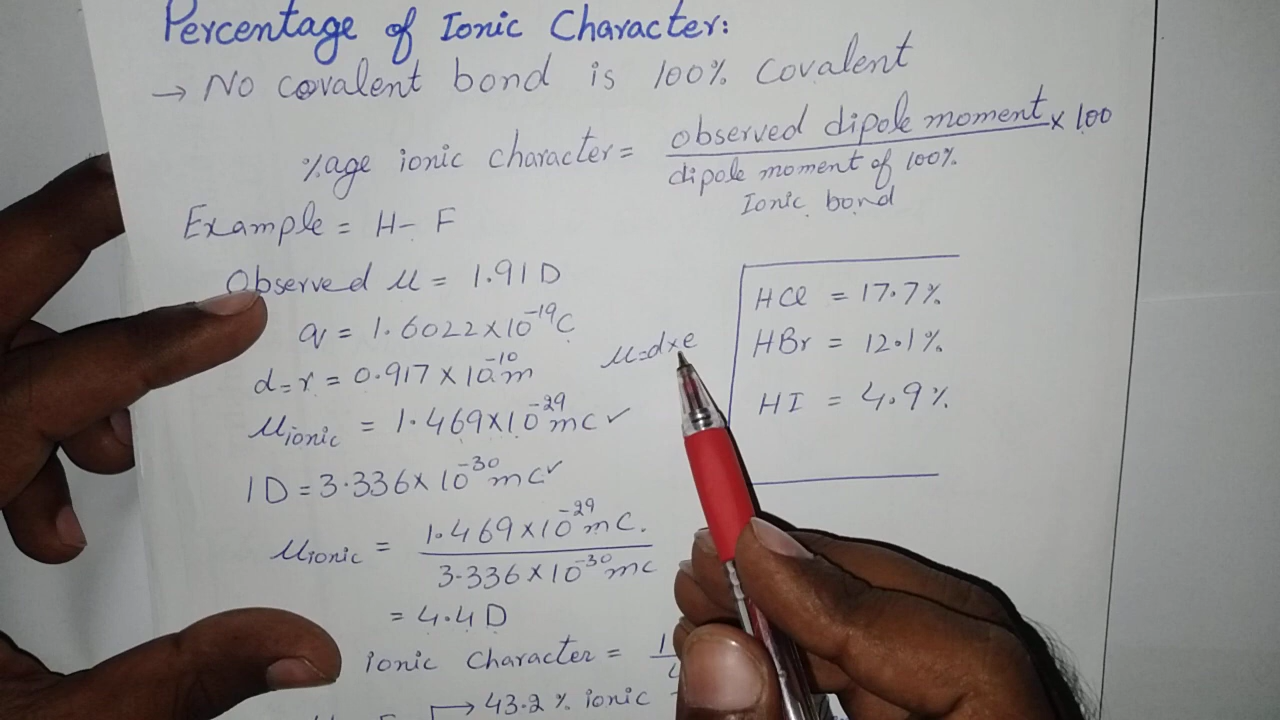 Percentage of Ionic Character:
→ No covalent bond is 100% covalent
%age ionic character = observed dipole moment × 100
dipole moment of 100%
Ionic bond
Example = H–F
Observed μ = 1.91 D
q = 1.6022×10⁻¹⁹C
d=r = 0.917×10⁻¹⁰m
μ=d×e
μionic = 1.469×10⁻²⁹mC ✓
1D = 3.336×10⁻³⁰mC✓
μionic = 1.469×10⁻²⁹mC.
3.336×10⁻³⁰mC
= 4.4 D
ionic character =
→ 43.2% ionic
HCl = 17.7%
HBr = 12.1%
HI = 4.9%